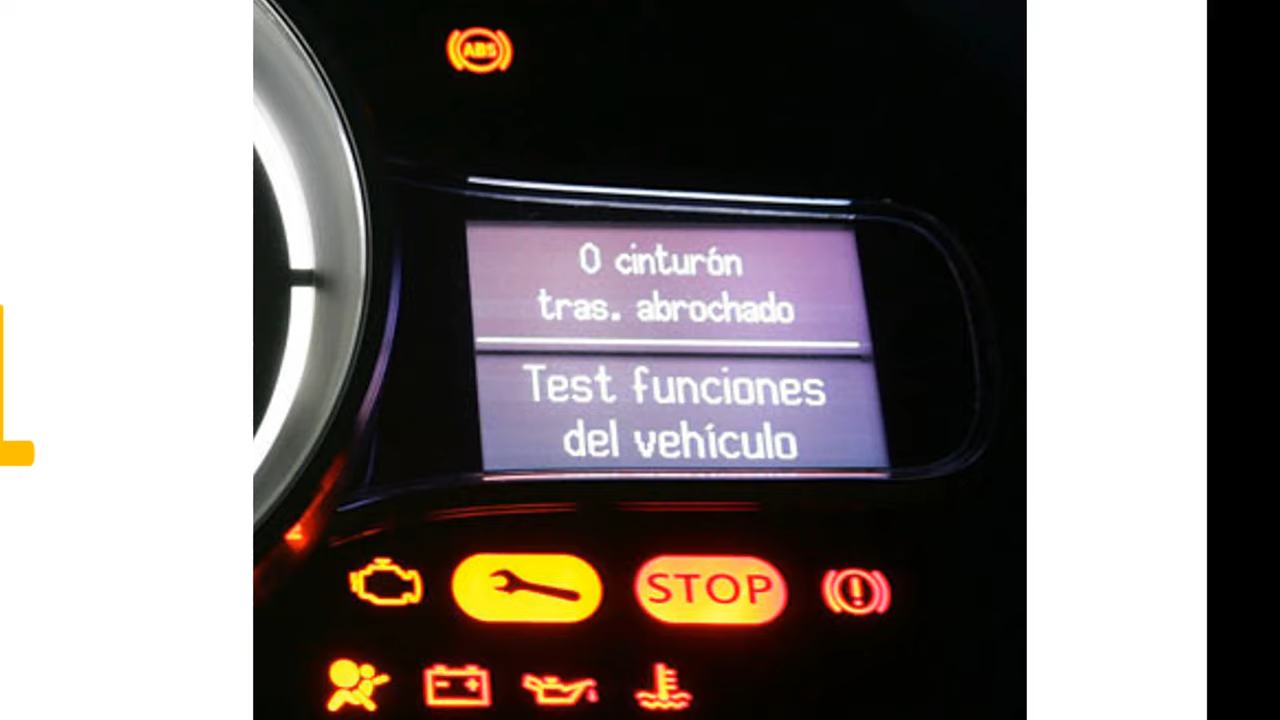 ABS
0 cinturón
tras. abrochado
Test funciones
del vehículo
STOP